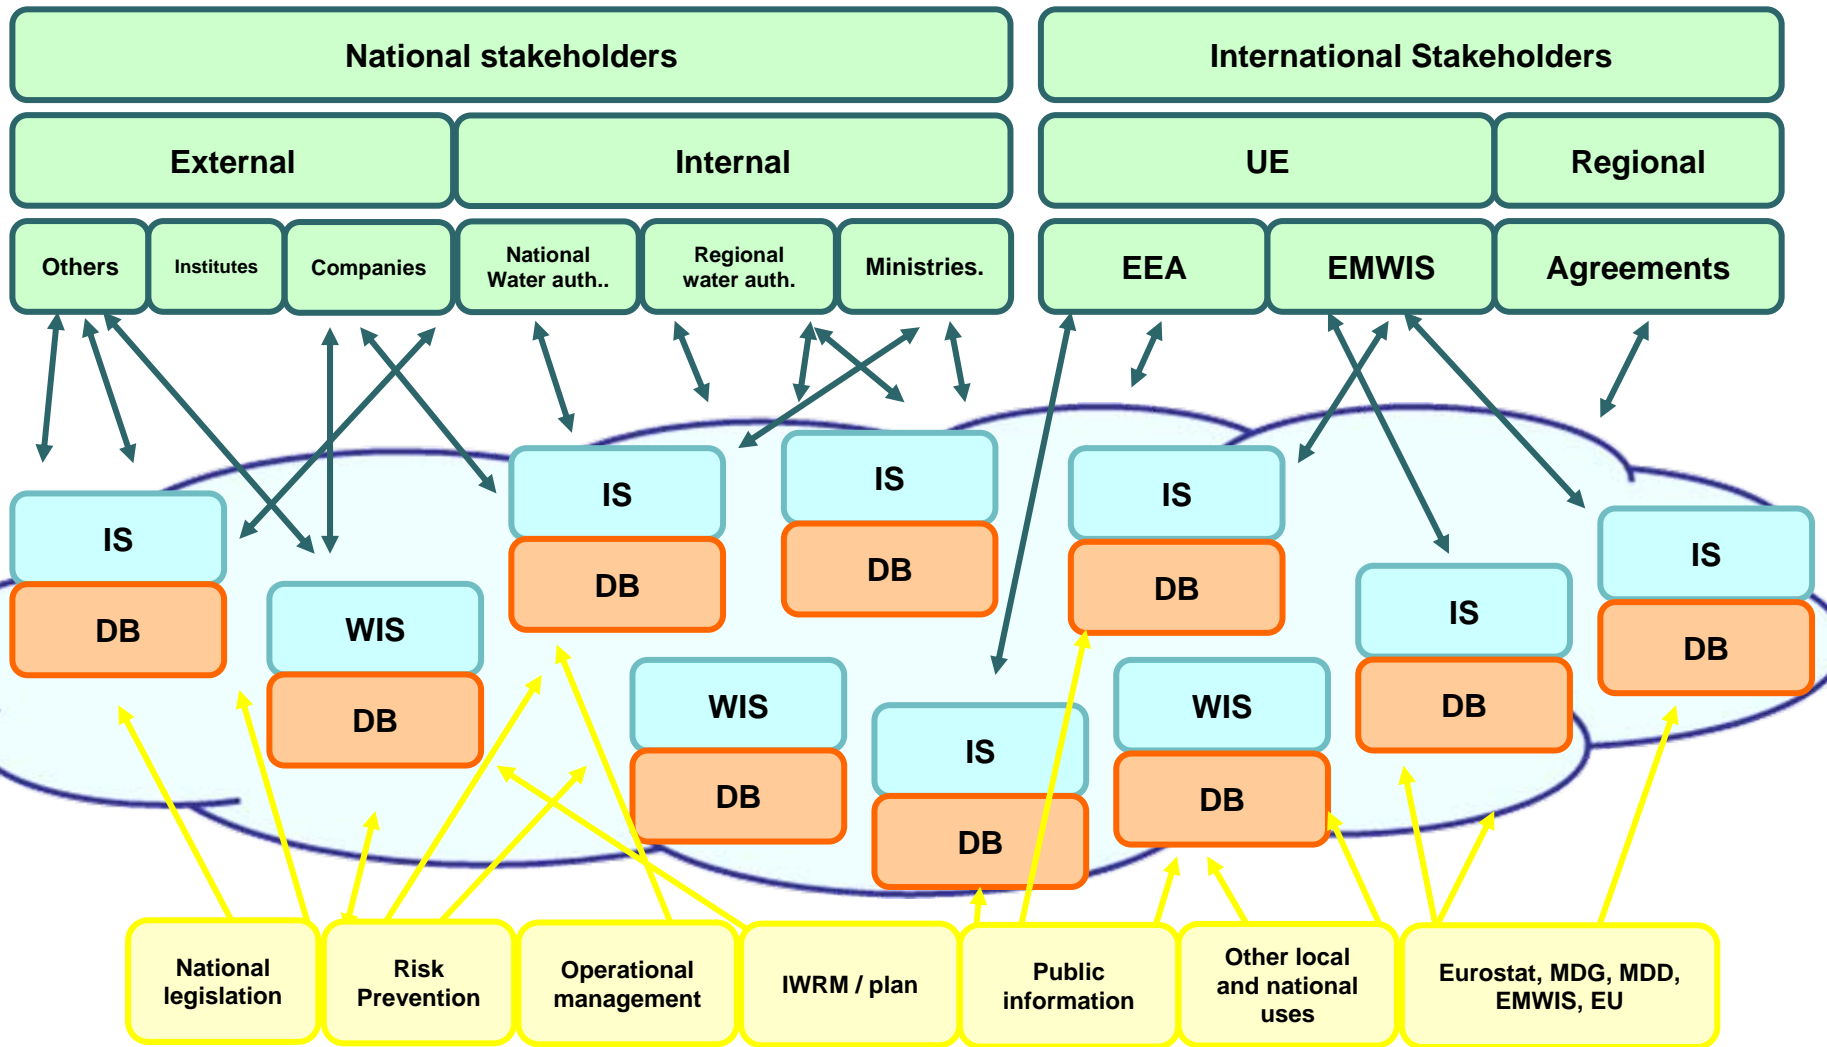 National stakeholders
International Stakeholders
External
Internal
UE
Regional
Others
Institutes
Companies
National
Water auth..
Regional
water auth.
Ministries.
EEA
EMWIS
Agreements
IS
DB
WIS
DB
IS
DB
IS
DB
WIS
DB
IS
DB
IS
DB
WIS
DB
IS
DB
IS
DB
National
legislation
Risk
Prevention
Operational
management
IWRM / plan
Public
information
Other local
and national
uses
Eurostat, MDG, MDD,
EMWIS, EU